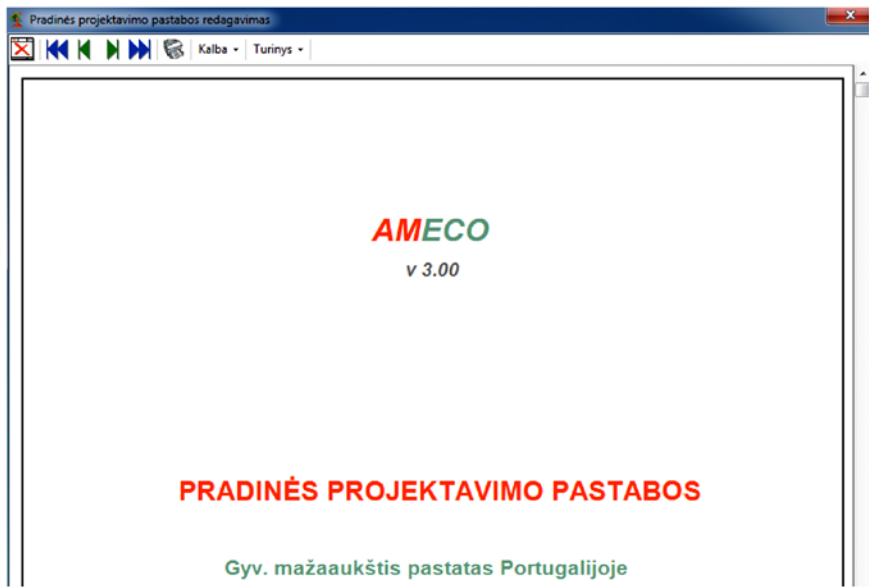 Pradinės projektavimo pastabos redagavimas
Kalba Turinys
AMECO
v 3.00
PRADINĖS PROJEKTAVIMO PASTABOS
Gyv. mažaaukštis pastatas Portugalijoje